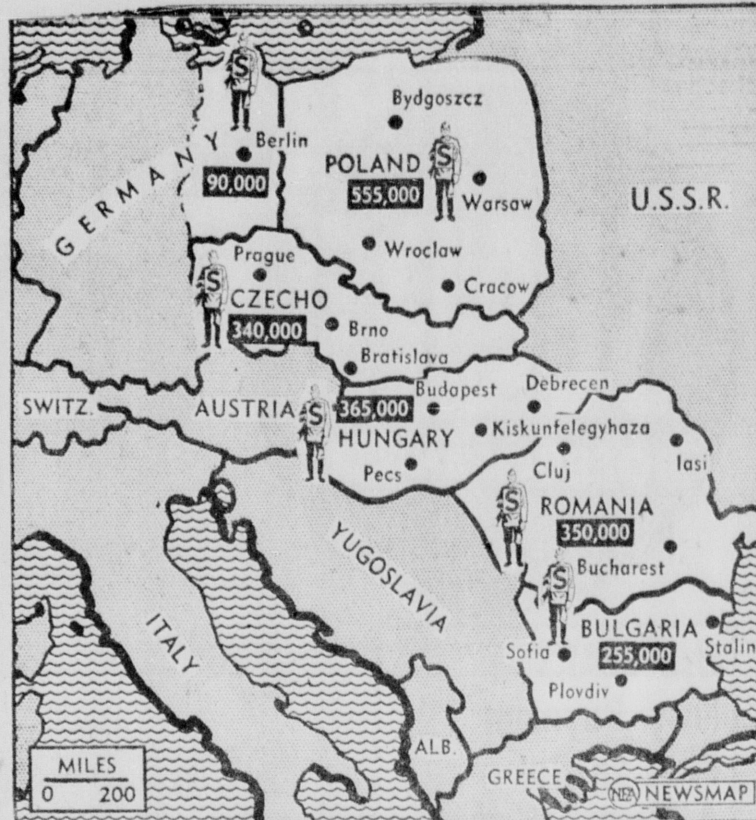 S
Bydgoszcz
Berlin
GERMANY
90,000
POLAND
S
555,000
Warsaw
U.S.S.R.
Wroclaw
Prague
Cracow
S
CZECHO
340,000
Brno
Bratislava
SWITZ.
AUSTRIA
S
365,000
Budapest
Debrecen
HUNGARY
Kiskunfelegyhaza
Pecs
Cluj
Iasi
S
ROMANIA
350,000
YUGOSLAVIA
Bucharest
S
ITALY
BULGARIA
Stalin
Sofia
255,000
Plovdiv
ALB.
GREECE
MILES
0 200
NEA NEWSMAP